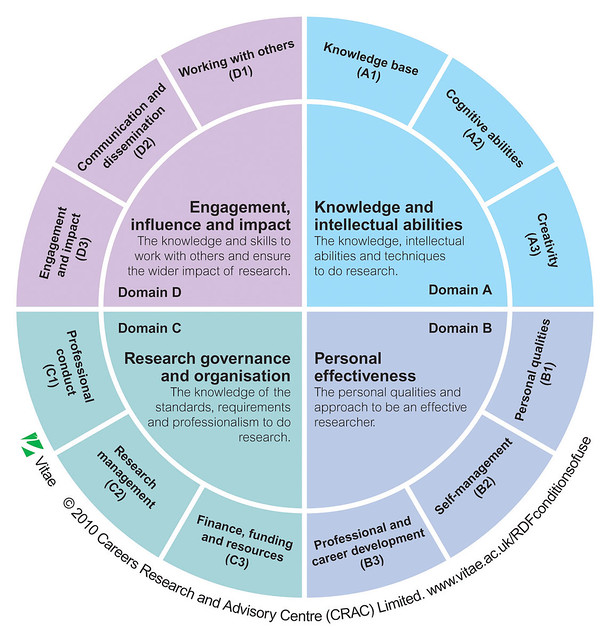 Working with others
(D1)
Knowledge base
(A1)
Communication and
dissemination
(D2)
Cognitive abilities
(A2)
Engagement
and impact
(D3)
Creativity
(A3)
Engagement,
influence and impact
The knowledge and skills to
work with others and ensure
the wider impact of research.
Domain D
Knowledge and
intellectual abilities
The knowledge, intellectual
abilities and techniques
to do research.
Domain A
Domain C
Research governance
and organisation
The knowledge of the
standards, requirements
and professionalism to do
research.
Domain B
Personal
effectiveness
The personal qualities and
approach to be an effective
researcher.
Professional
conduct
(C1)
Personal qualities
(B1)
Research
management
(C2)
Self-management
(B2)
Finance, funding
and resources
(C3)
Professional and
career development
(B3)
Vitae
© 2010 Careers Research and Advisory Centre (CRAC) Limited. www.vitae.ac.uk/RDFconditionsofuse